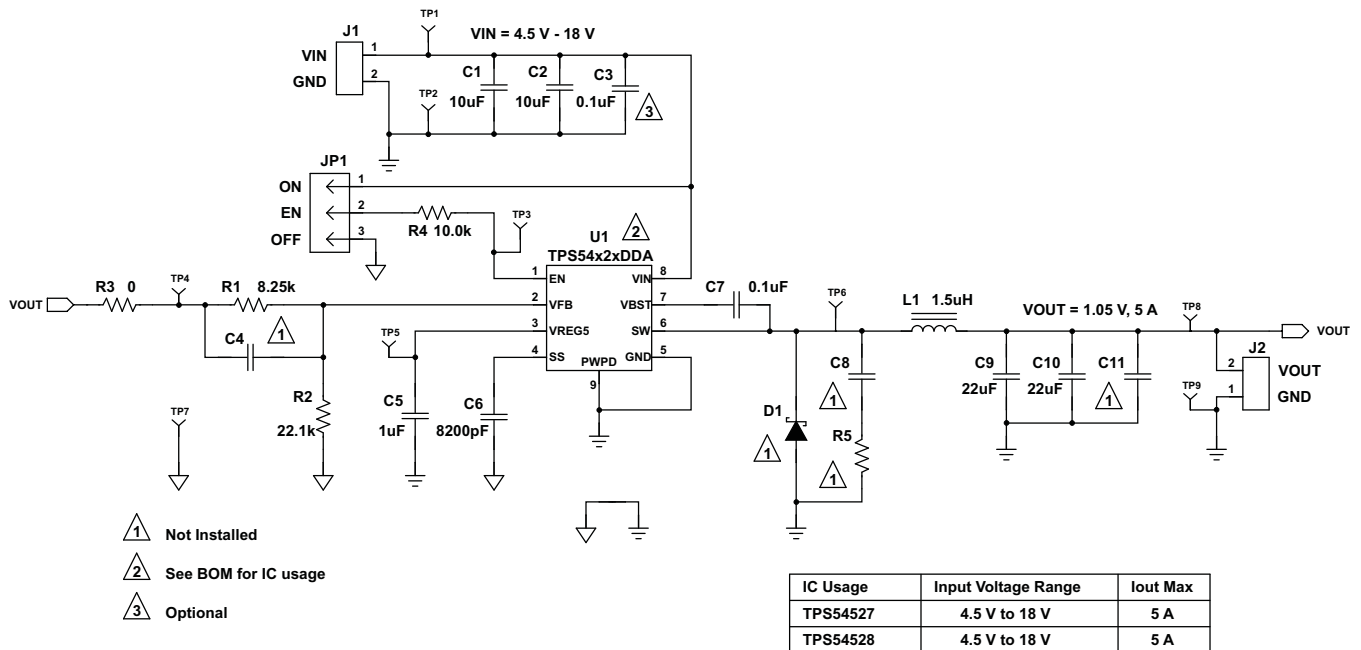 TP1
J1
VIN = 4.5 V - 18 V
VIN 1
GND 2
C1 10uF
C2 10uF
C3 0.1uF
3
TP2
JP1
ON 1
EN 2
OFF 3
R4 10.0k
TP3
U1
2
TPS54x2xDDA
1 EN
2 VFB
3 VREG5
4 SS
VIN 8
VBST 7
SW 6
GND 5
PWPD
9
VOUT
R3 0
TP4
R1 8.25k
1
C4
R2
22.1k
TP7
TP5
C5
1uF
C6
8200pF
C7 0.1uF
TP6
L1 1.5uH
VOUT = 1.05 V, 5 A
TP8
VOUT
D1
1
C8
1
R5
1
C9
22uF
C10
22uF
C11
1
J2
2 VOUT
1 GND
TP9
1 Not Installed
2 See BOM for IC usage
3 Optional
IC Usage Input Voltage Range Iout Max
TPS54527 4.5 V to 18 V 5 A
TPS54528 4.5 V to 18 V 5 A